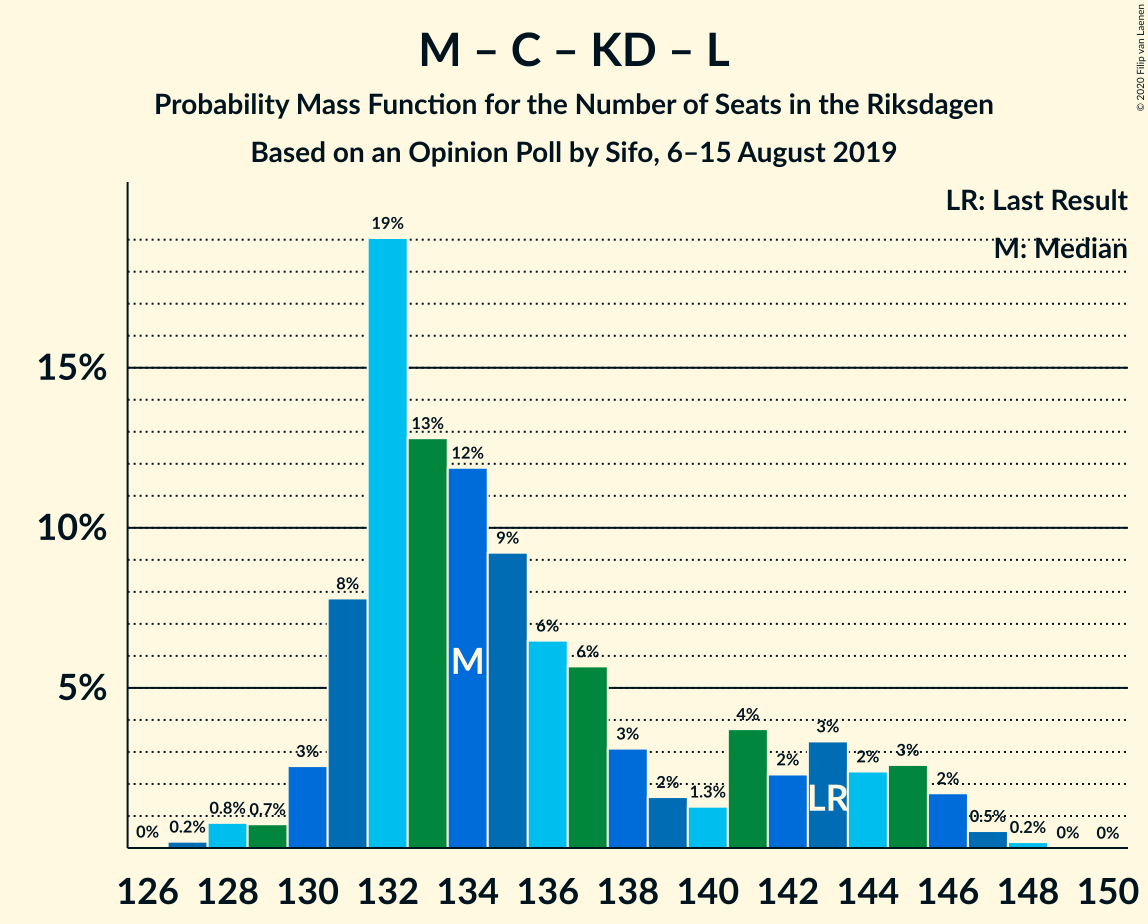 M – C – KD – L
Probability Mass Function for the Number of Seats in the Riksdagen
Based on an Opinion Poll by Sifo, 6–15 August 2019
© 2020 Filip van Laenen
LR: Last Result
M: Median
15%
10%
5%
0% 0.2% 0.8% 0.7% 3% 8% 19% 13% 12% 9% 6% 6% 3% 2% 1.3% 4% 2% 3% 2% 3% 2% 0.5% 0.2% 0% 0%
M
LR
126 128 130 132 134 136 138 140 142 144 146 148 150